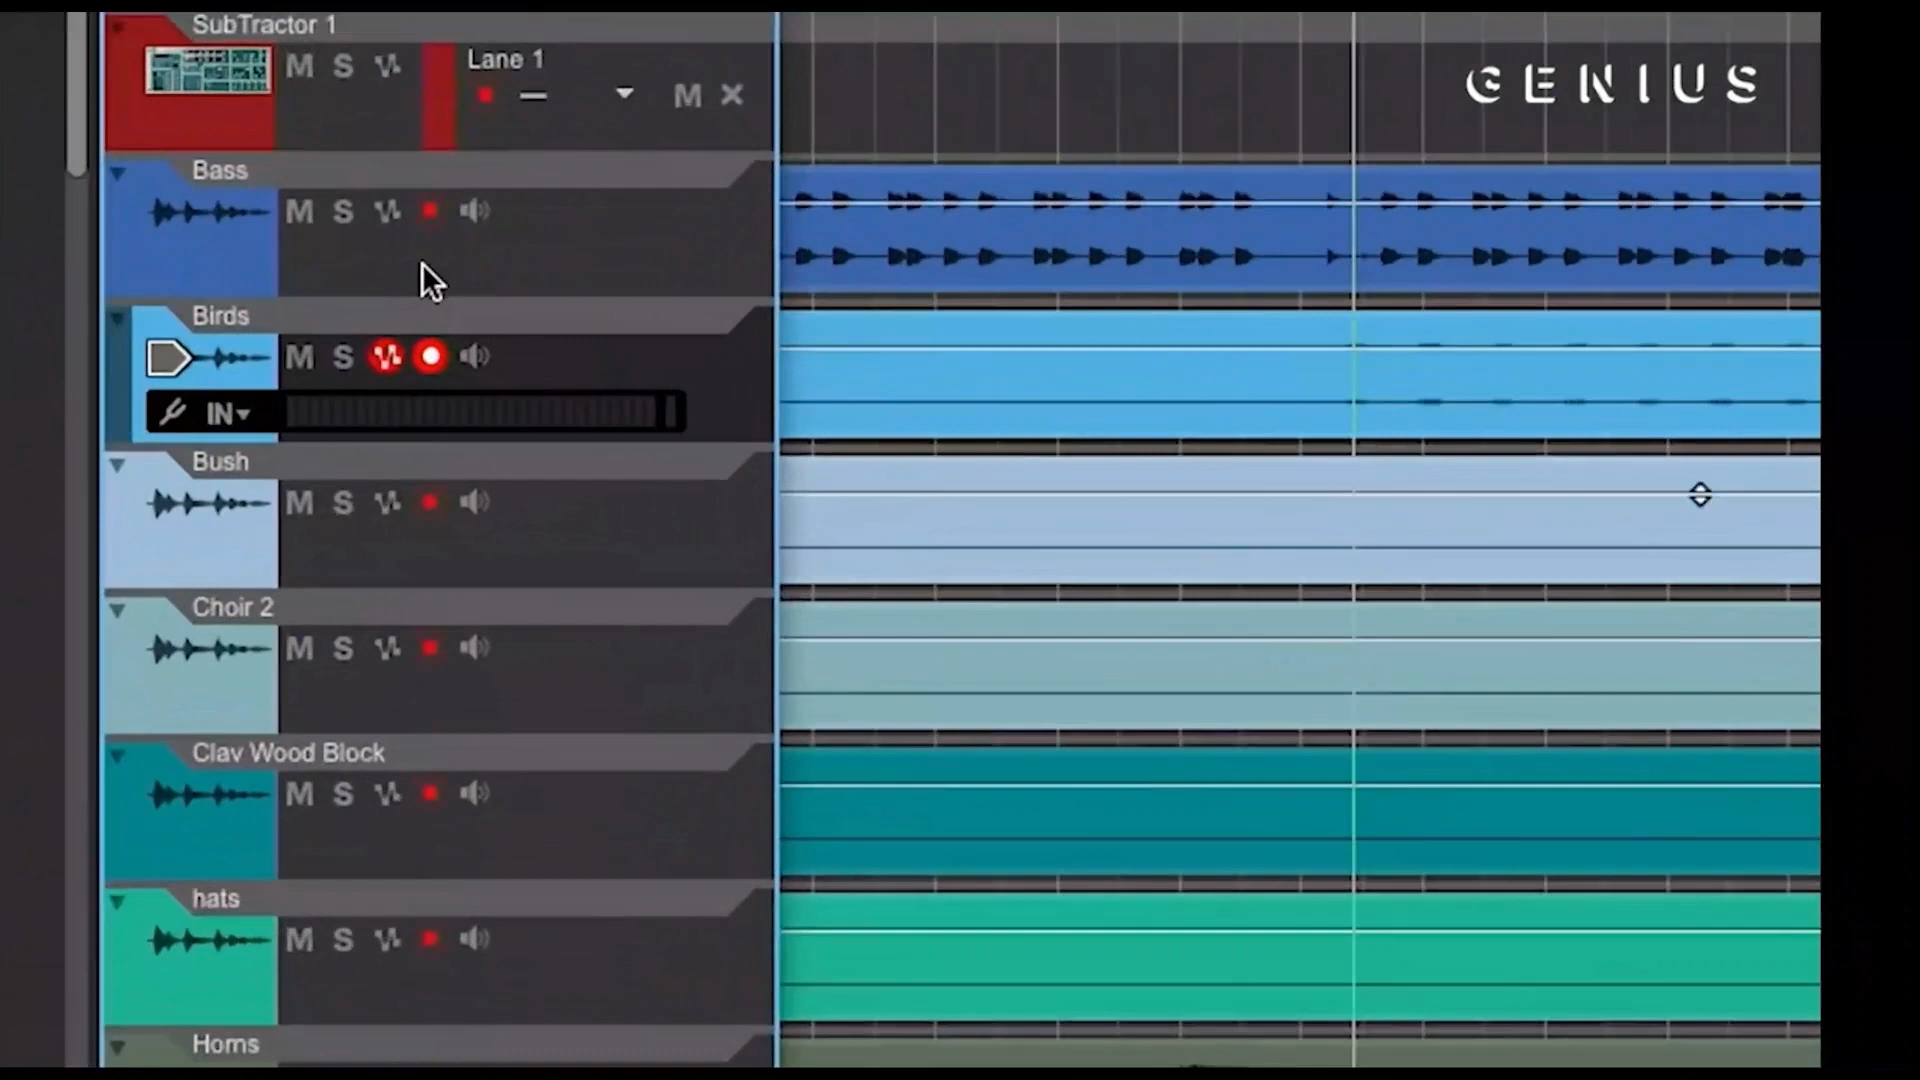 SubTractor 1
M S
Lane 1
M
GENIUS
Bass
M S
Birds
M S
IN
Bush
M S
Choir 2
M S
Clav Wood Block
M S
hats
M S
Horns